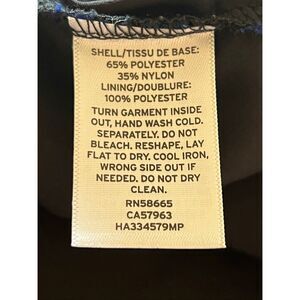 SHELL/TISSU DE BASE:
65% POLYESTER
35% NYLON
LINING/DOUBLURE:
100% POLYESTER
TURN GARMENT INSIDE
OUT, HAND WASH COLD.
SEPARATELY. DO NOT
BLEACH. RESHAPE, LAY
FLAT TO DRY. COOL IRON,
WRONG SIDE OUT IF
NEEDED. DO NOT DRY
CLEAN.
RN58665
CA57963
HA334579MP